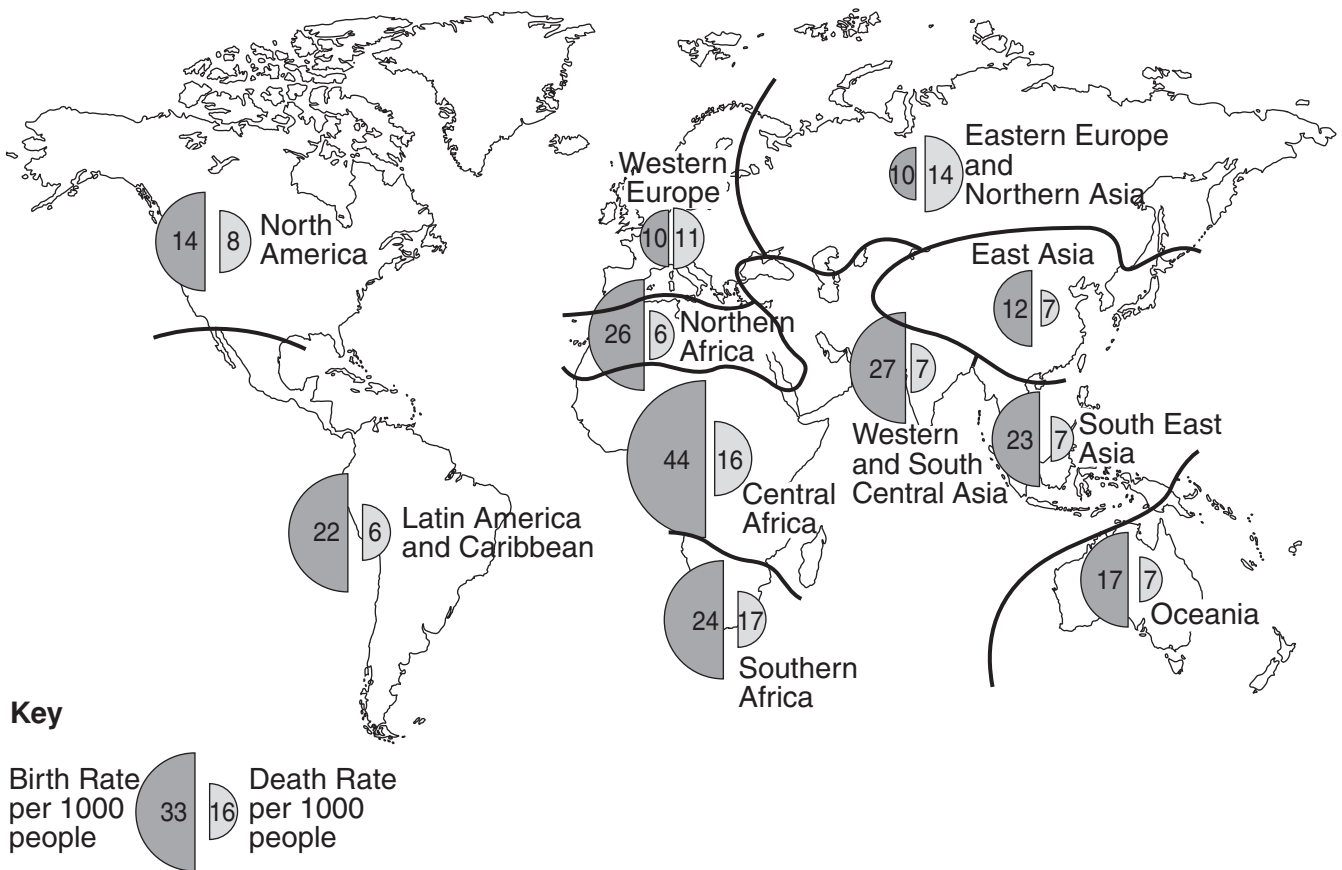 Western
Europe
10 11
Eastern Europe
and
Northern Asia
10 14
14 8
North
America
East Asia
12 7
26 6
Northern
Africa
27 7
Western
and South
Central Asia
23 7
South East
Asia
44 16
Central
Africa
22 6
Latin America
and Caribbean
17 7
Oceania
24 17
Southern
Africa
Key
Birth Rate
per 1000
people
33 16
Death Rate
per 1000
people